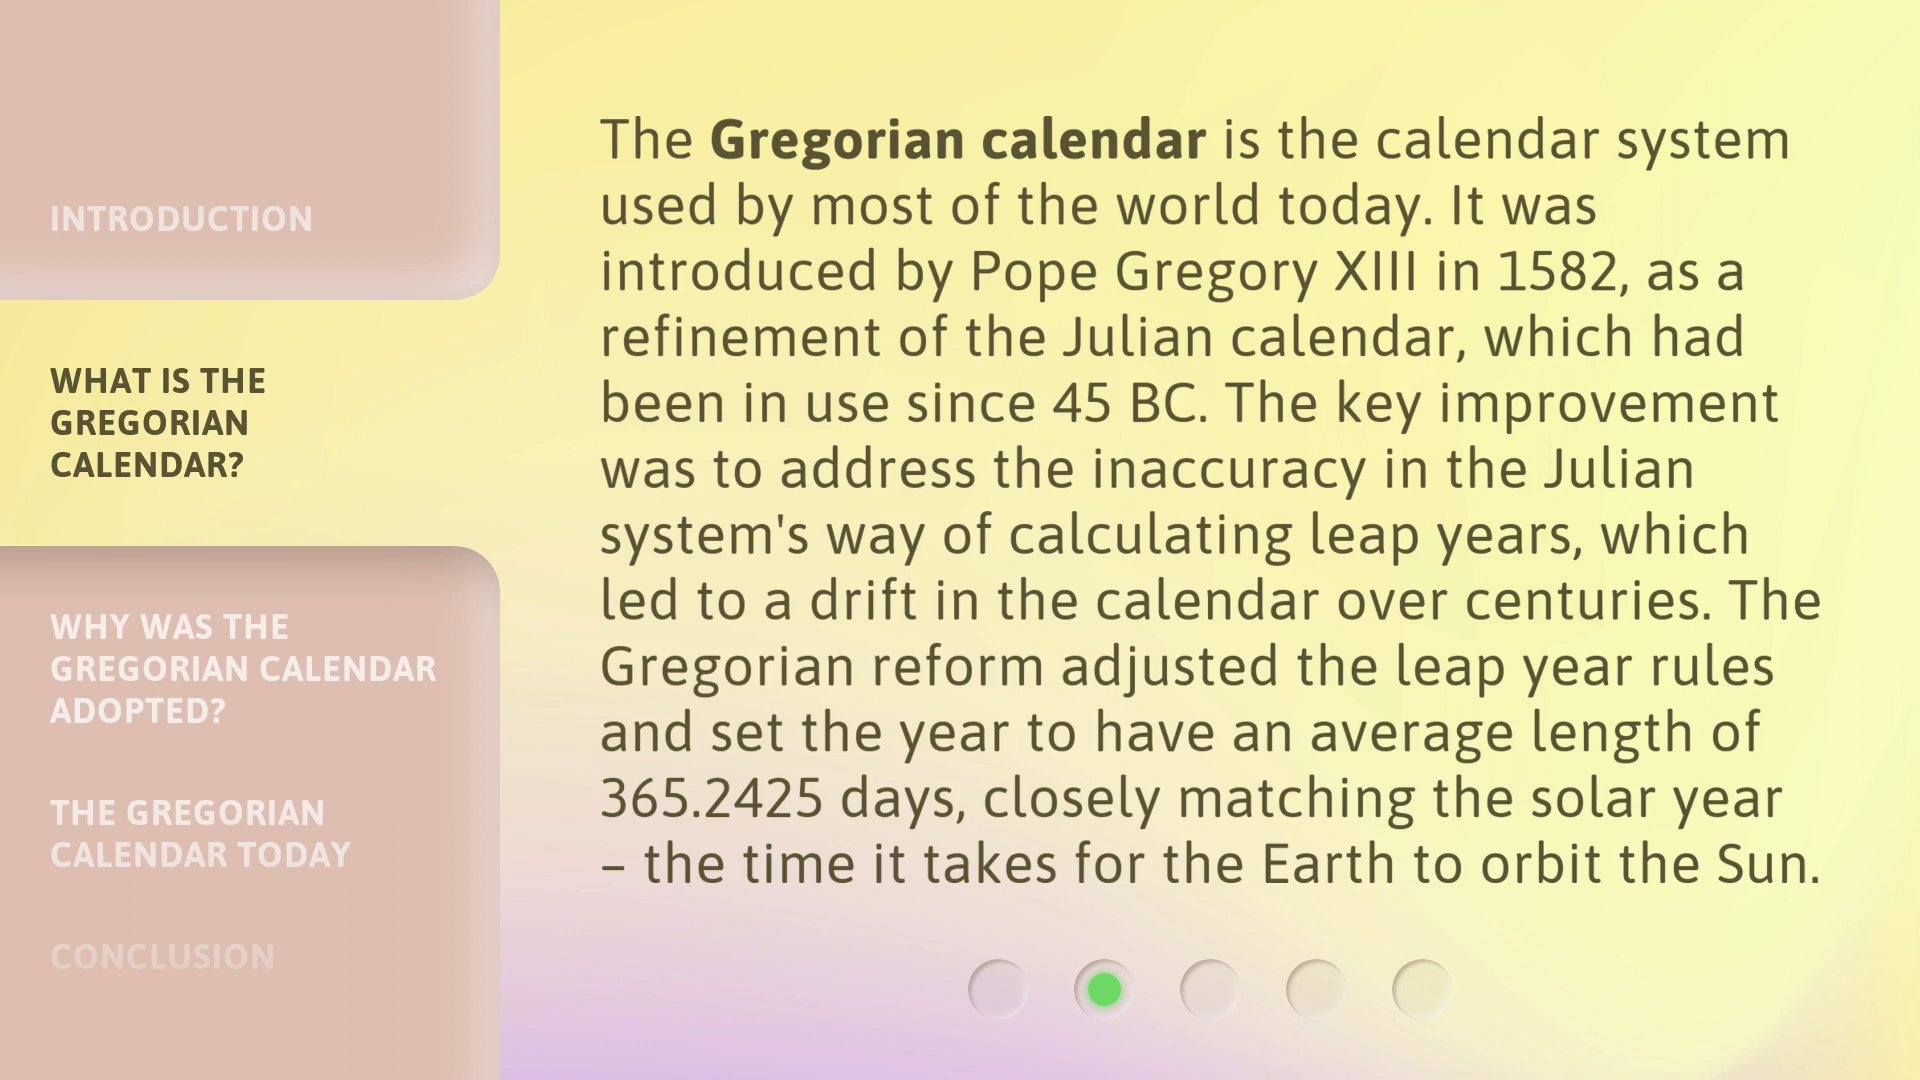 INTRODUCTION
WHAT IS THE
GREGORIAN
CALENDAR?
WHY WAS THE
GREGORIAN CALENDAR
ADOPTED?
THE GREGORIAN
CALENDAR TODAY
CONCLUSION
The Gregorian calendar is the calendar system
used by most of the world today. It was
introduced by Pope Gregory XIII in 1582, as a
refinement of the Julian calendar, which had
been in use since 45 BC. The key improvement
was to address the inaccuracy in the Julian
system's way of calculating leap years, which
led to a drift in the calendar over centuries. The
Gregorian reform adjusted the leap year rules
and set the year to have an average length of
365.2425 days, closely matching the solar year
– the time it takes for the Earth to orbit the Sun.